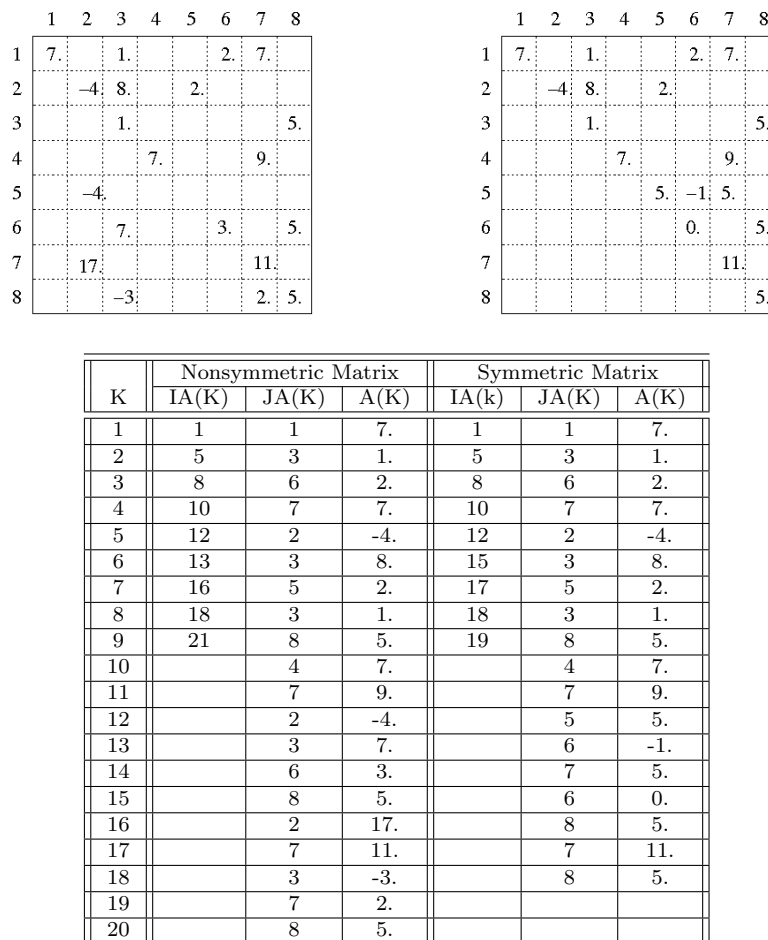 1 2 3 4 5 6 7 8
1 7. 1. 2. 7.
2 –4 8. 2.
3 1. 5.
4 7. 9.
5 –4.
6 7. 3. 5.
7 17. 11.
8 –3 2. 5.
1 2 3 4 5 6 7 8
1 7. 1. 2. 7.
2 –4 8. 2.
3 1. 5.
4 7. 9.
5 5. –1. 5.
6 0. 5.
7 11.
8 5.
Nonsymmetric Matrix Symmetric Matrix
K IA(K) JA(K) A(K) IA(k) JA(K) A(K)
1 1 1 7. 1 1 7.
2 5 3 1. 5 3 1.
3 8 6 2. 8 6 2.
4 10 7 7. 10 7 7.
5 12 2 -4. 12 2 -4.
6 13 3 8. 15 3 8.
7 16 5 2. 17 5 2.
8 18 3 1. 18 3 1.
9 21 8 5. 19 8 5.
10 4 7. 4 7.
11 7 9. 7 9.
12 2 -4. 5 5.
13 3 7. 6 -1.
14 6 3. 7 5.
15 8 5. 6 0.
16 2 17. 8 5.
17 7 11. 7 11.
18 3 -3. 8 5.
19 7 2.
20 8 5.